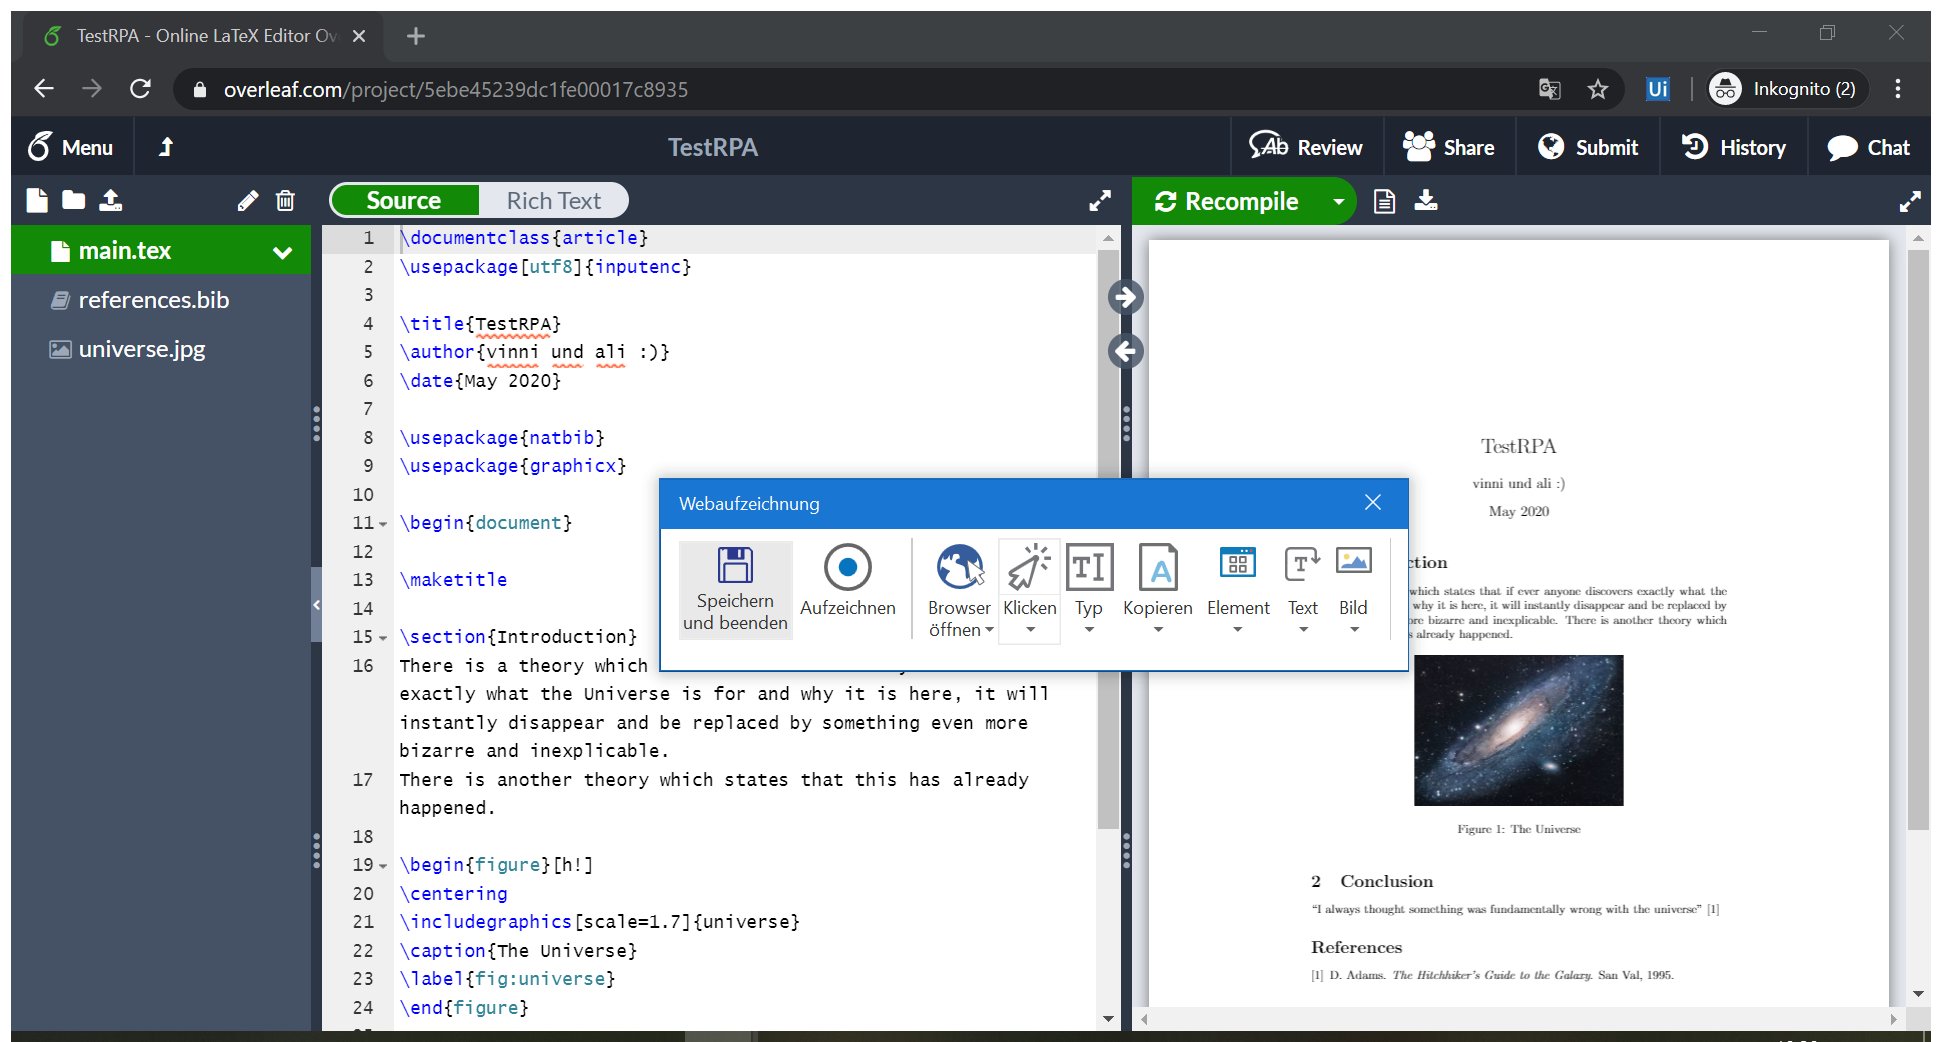 TestRPA - Online LaTeX Editor Ov
overleaf.com/project/5ebe45239dc1fe00017c8935
Ui
Inkognito (2)
Menu
TestRPA
Review
Share
Submit
History
Chat
Source
Rich Text
Recompile
main.tex
references.bib
universe.jpg
1 \documentclass{article}
2 \usepackage[utf8]{inputenc}
3
4 \title{TestRPA}
5 \author{vinni und ali :)}
6 \date{May 2020}
7
8 \usepackage{natbib}
9 \usepackage{graphicx}
10
11 \begin{document}
12
13 \maketitle
14
15 \section{Introduction}
16 There is a theory which
exactly what the Universe is for and why it is here, it will
instantly disappear and be replaced by something even more
bizarre and inexplicable.
17 There is another theory which states that this has already
happened.
18
19 \begin{figure}[h!]
20 \centering
21 \includegraphics[scale=1.7]{universe}
22 \caption{The Universe}
23 \label{fig:universe}
24 \end{figure}
Webaufzeichnung
Speichern
und beenden
Aufzeichnen
Browser
öffnen
Klicken
Typ
Kopieren
Element
Text
Bild
TestRPA
vinni und ali :)
May 2020
ction
which states that if ever anyone discovers exactly what the
why it is here, it will instantly disappear and be replaced by
ore bizarre and inexplicable. There is another theory which
s already happened.
Figure 1: The Universe
2 Conclusion
“I always thought something was fundamentally wrong with the universe” [1]
References
[1] D. Adams. The Hitchhiker's Guide to the Galaxy. San Val, 1995.